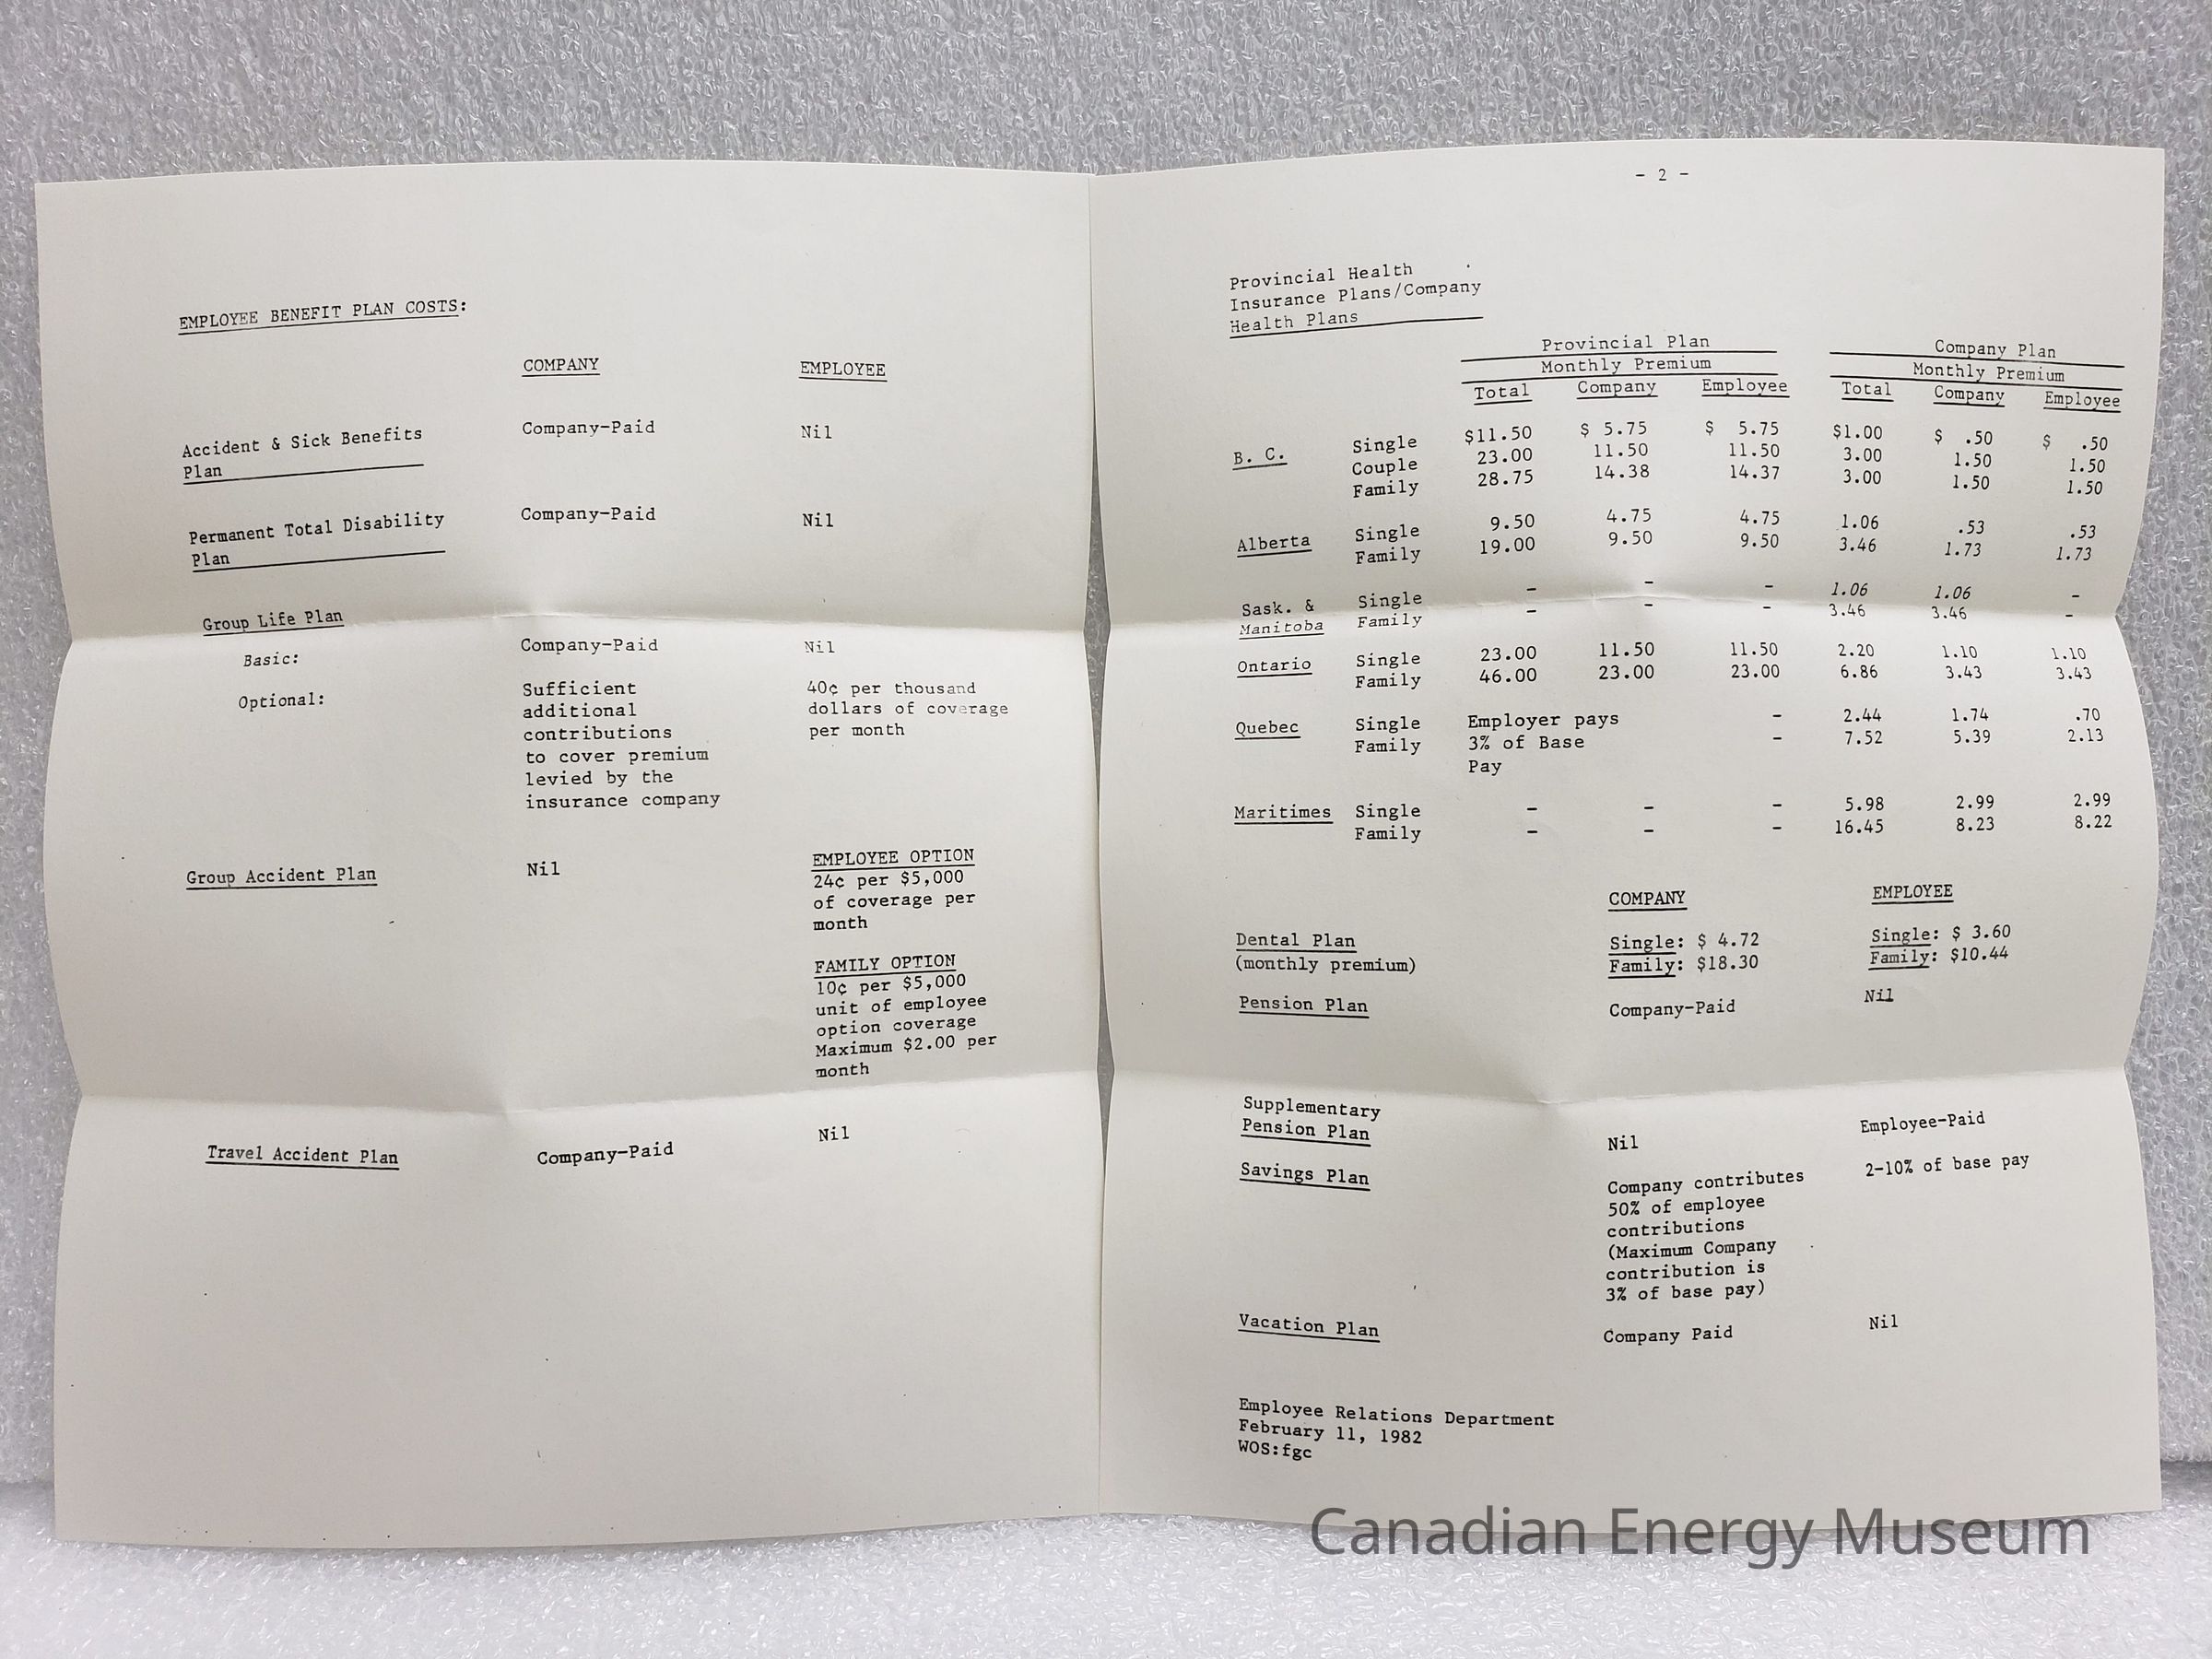 EMPLOYEE BENEFIT PLAN COSTS:
COMPANY EMPLOYEE
Accident & Sick Benefits Company-Paid Nil
Plan
Permanent Total Disability Company-Paid Nil
Plan
Group Life Plan
Basic: Company-Paid Nil
Optional: Sufficient 40¢ per thousand
additional dollars of coverage
contributions per month
to cover premium
levied by the
insurance company
Group Accident Plan Nil EMPLOYEE OPTION
24¢ per $5,000
of coverage per
month
FAMILY OPTION
10¢ per $5,000
unit of employee
option coverage
Maximum $2.00 per
month
Travel Accident Plan Company-Paid Nil
- 2 -
Provincial Health
Insurance Plans/Company
Health Plans
Provincial Plan Company Plan
Monthly Premium Monthly Premium
Total Company Employee Total Company Employee
B. C. Single $11.50 $ 5.75 $ 5.75 $1.00 $ .50 $ .50
Couple 23.00 11.50 11.50 3.00 1.50 1.50
Family 28.75 14.38 14.37 3.00 1.50 1.50
Alberta Single 9.50 4.75 4.75 1.06 .53 .53
Family 19.00 9.50 9.50 3.46 1.73 1.73
Sask. & Single - - - 1.06 1.06 -
Manitoba Family - - - 3.46 3.46 -
Ontario Single 23.00 11.50 11.50 2.20 1.10 1.10
Family 46.00 23.00 23.00 6.86 3.43 3.43
Quebec Single Employer pays - 2.44 1.74 .70
Family 3% of Base - 7.52 5.39 2.13
Pay
Maritimes Single - - - 5.98 2.99 2.99
Family - - - 16.45 8.23 8.22
COMPANY EMPLOYEE
Dental Plan Single: $ 4.72 Single: $ 3.60
(monthly premium) Family: $18.30 Family: $10.44
Pension Plan Company-Paid Nil
Supplementary
Pension Plan Nil Employee-Paid
Savings Plan Company contributes 2-10% of base pay
50% of employee
contributions
(Maximum Company
contribution is
3% of base pay)
Vacation Plan Company Paid Nil
Employee Relations Department
February 11, 1982
WOS:fgc
Canadian Energy Museum